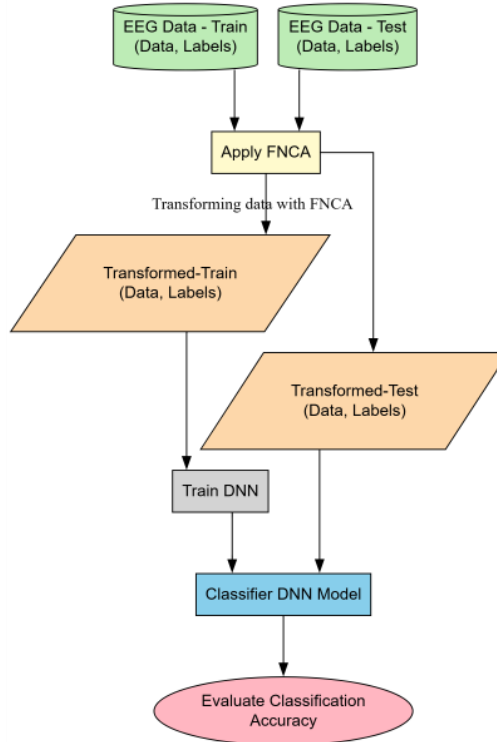 EEG Data - Train
(Data, Labels)
EEG Data - Test
(Data, Labels)
Apply FNCA
Transforming data with FNCA
Transformed-Train
(Data, Labels)
Transformed-Test
(Data, Labels)
Train DNN
Classifier DNN Model
Evaluate Classification
Accuracy